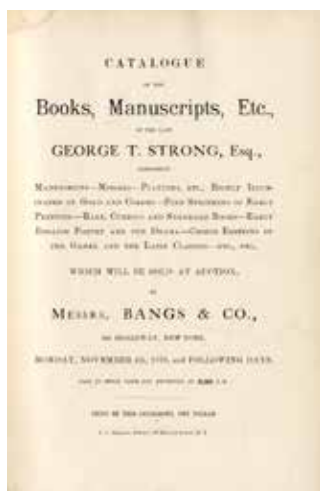 CATALOGUE
OF THE
Books, Manuscripts, Etc.,
OF THE LATE
GEORGE T. STRONG, Esq.,
COMPRISING
MANUSCRIPTS—MISSALS—PSALTERS, ETC., RICHLY ILLUM-
INATED IN GOLD AND COLORS—FINE SPECIMENS OF EARLY
PRINTING—RARE, CURIOUS AND STANDARD BOOKS—EARLY
ENGLISH POETRY AND THE DRAMA—CHOICE EDITIONS OF
THE GREEK AND THE LATIN CLASSICS—ETC., ETC.,
WHICH WILL BE SOLD AT AUCTION,
BY
MESSRS. BANGS & CO.,
BROADWAY, NEW YORK,
MONDAY, NOVEMBER AND FOLLOWING DAYS.